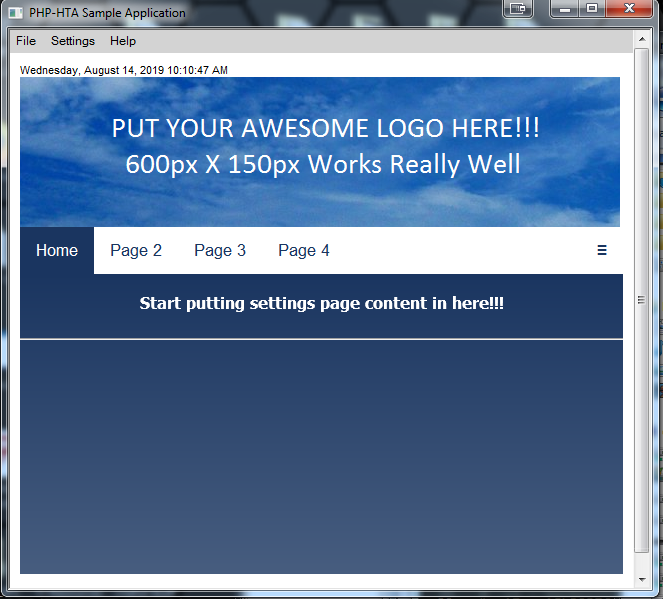 PHP-HTA Sample Application
File Settings Help
Wednesday, August 14, 2019 10:10:47 AM
PUT YOUR AWESOME LOGO HERE!!!
600px X 150px Works Really Well
Home Page 2 Page 3 Page 4 ☰
Start putting settings page content in here!!!